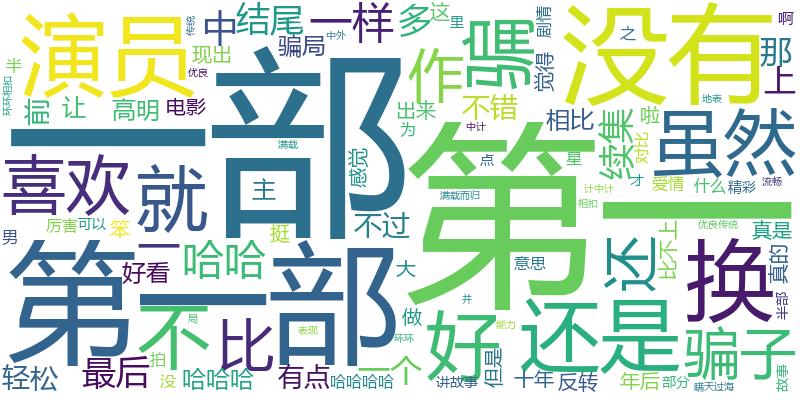 传统
中
结尾
一样
多
这
里
剧情
之
没有
那
啊
演员
半
环环相扣
现出
优良
骗局
中外
作
骗
觉得
上
前
让
高明
电影
一部
出来
为
不错
相比
续集
啦
对比
地表
虽然
喜欢
就
主
满载
感觉
中计
点
星
第一
才
爱情
什么
精彩
计中计
流畅
厉害
可以
笨
挺
不过
满载而归
相扣
优良传统
男
一
好看
哈哈
大
意思
还
比不上
真是
真的
换
第一部
不
比
做
并
好
还是
半部
骗子
局
表现
环环
能力
但是
拍
轻松
最后
没
哈哈哈
有点
哈哈哈哈
一个
讲故事
十年
反转
年后
部分
瞒天过海
故事